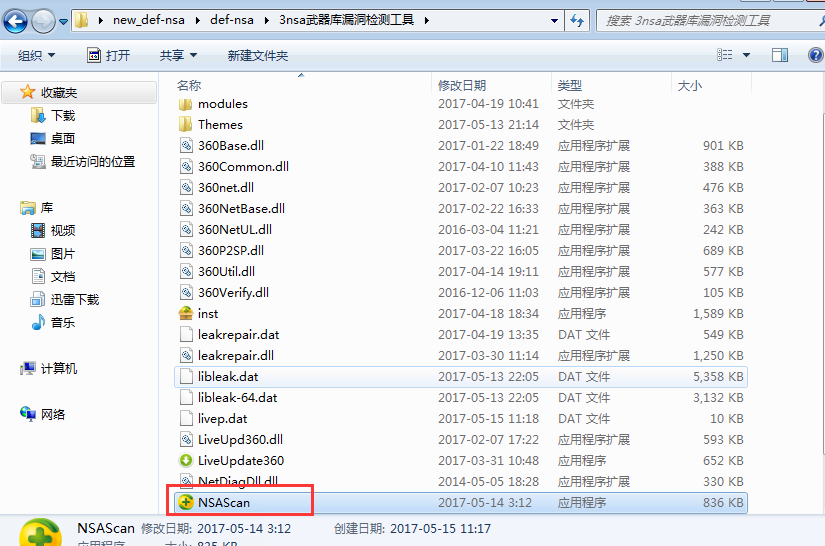 new_def-nsa def-nsa 3nsa武器库漏洞检测工具 搜索 3nsa武器库漏洞检测工具
组织 打开 共享 新建文件夹
收藏夹
下载
桌面
最近访问的位置
库
视频
图片
文档
迅雷下载
音乐
计算机
网络
名称 修改日期 类型 大小
modules 2017-04-19 10:41 文件夹
Themes 2017-05-13 21:14 文件夹
360Base.dll 2017-01-22 18:49 应用程序扩展 901 KB
360Common.dll 2017-04-10 11:43 应用程序扩展 388 KB
360net.dll 2017-02-07 10:23 应用程序扩展 476 KB
360NetBase.dll 2017-02-22 16:33 应用程序扩展 363 KB
360NetUL.dll 2016-03-04 11:21 应用程序扩展 242 KB
360P2SP.dll 2017-03-22 16:05 应用程序扩展 689 KB
360Util.dll 2017-04-14 19:11 应用程序扩展 577 KB
360Verify.dll 2016-12-06 11:03 应用程序扩展 105 KB
inst 2017-04-18 18:34 应用程序 1,589 KB
leakrepair.dat 2017-04-19 13:35 DAT 文件 549 KB
leakrepair.dll 2017-03-30 11:14 应用程序扩展 1,250 KB
libleak.dat 2017-05-13 22:05 DAT 文件 5,358 KB
libleak-64.dat 2017-05-13 22:05 DAT 文件 3,132 KB
livep.dat 2017-05-15 11:18 DAT 文件 10 KB
LiveUpd360.dll 2017-02-07 17:22 应用程序扩展 593 KB
LiveUpdate360 2017-03-31 10:48 应用程序 652 KB
NetDiagDll.dll 2014-05-05 18:28 应用程序扩展 330 KB
NSAScan 2017-05-14 3:12 应用程序 836 KB
NSAScan 修改日期: 2017-05-14 3:12 创建日期: 2017-05-15 11:17
应用程序 大小: 835 KB